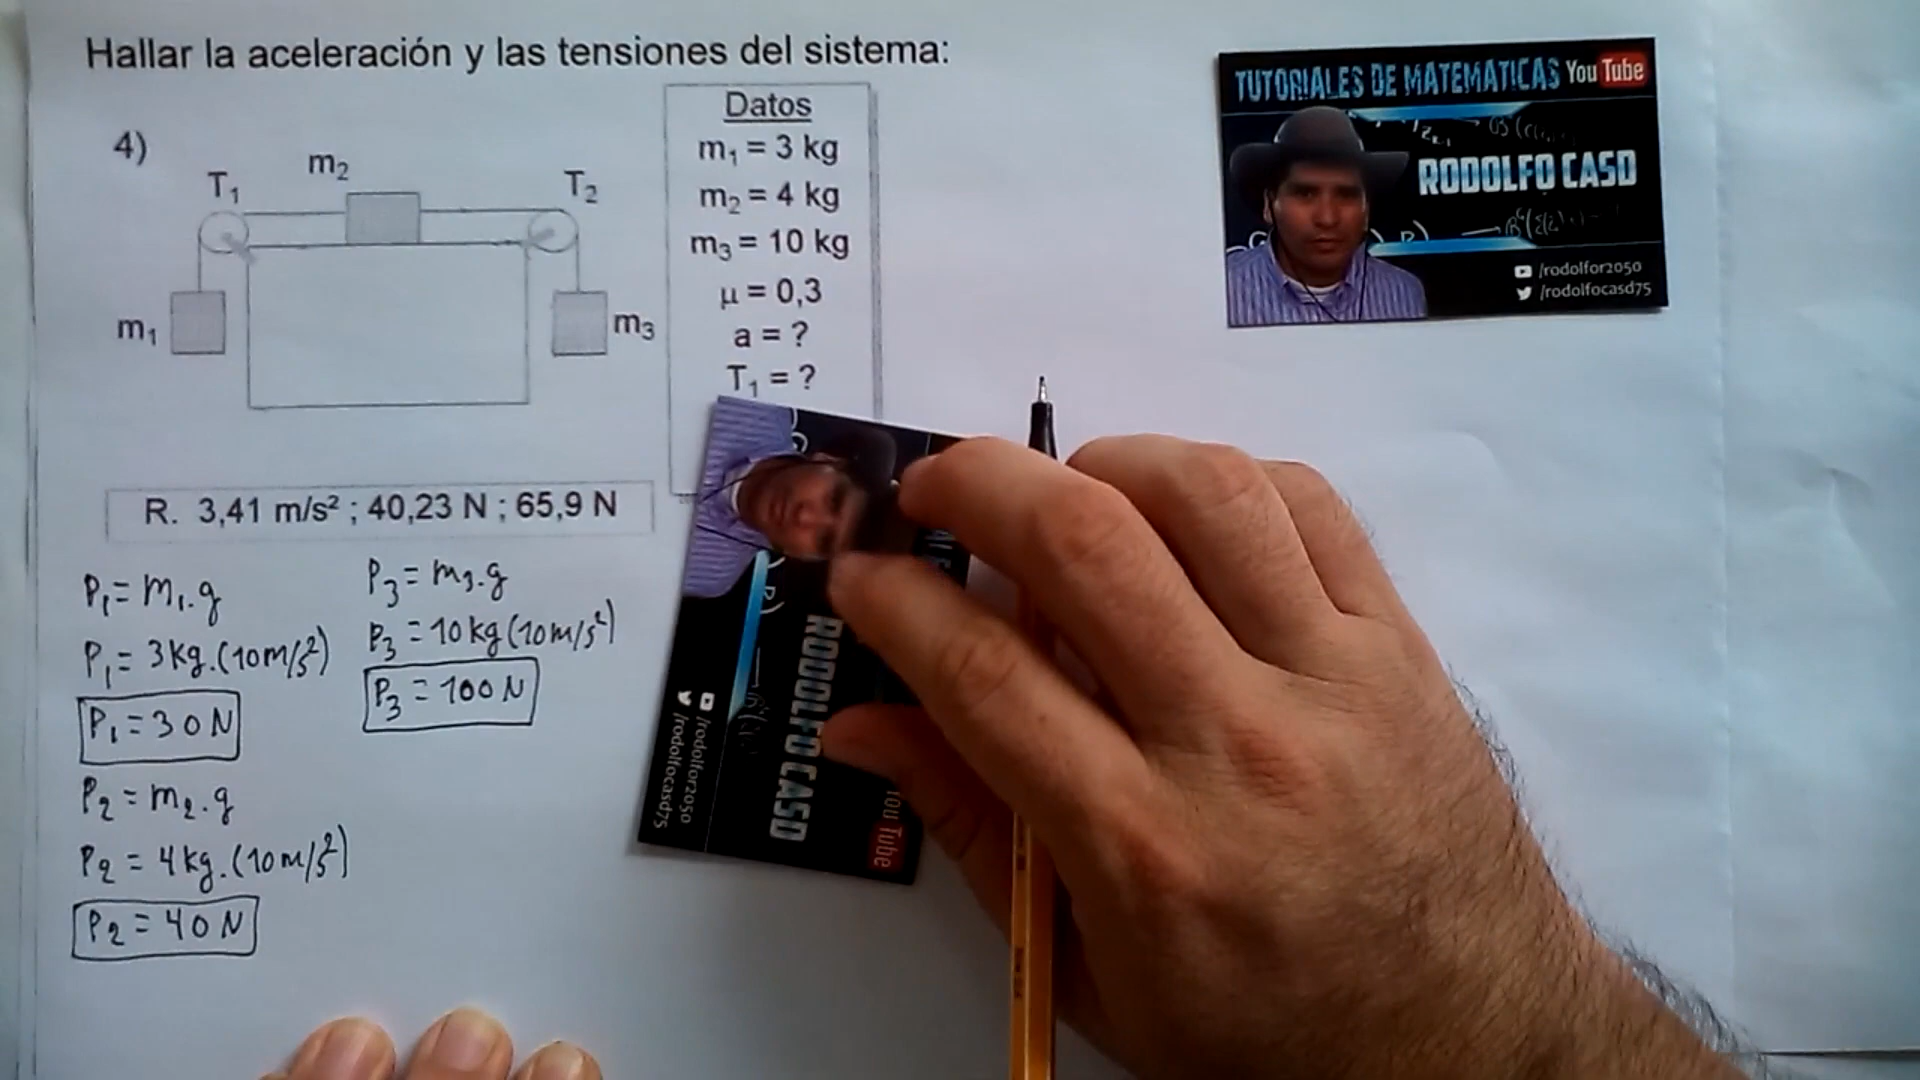 Hallar la aceleración y las tensiones del sistema:
4)
T₁
m₂
T₂
m₁
m₃
Datos
m₁ = 3 kg
m₂ = 4 kg
m₃ = 10 kg
μ = 0,3
a = ?
T₁ = ?
R. 3,41 m/s² ; 40,23 N ; 65,9 N
P₁ = m₁.g
P₁ = 3kg.(10m/s²)
P₁ = 30N
P₂ = m₂.g
P₂ = 4kg.(10m/s²)
P₂ = 40N
P₃ = m₃.g
P₃ = 10kg(10m/s²)
P₃ = 100N
TUTORIALES DE MATEMATICAS YouTube
RODOLFO CASD
/rodolfor2050
/rodolfocasd75
YouTube
RODOLFO CASD
/rodolfor2050
/rodolfocasd75